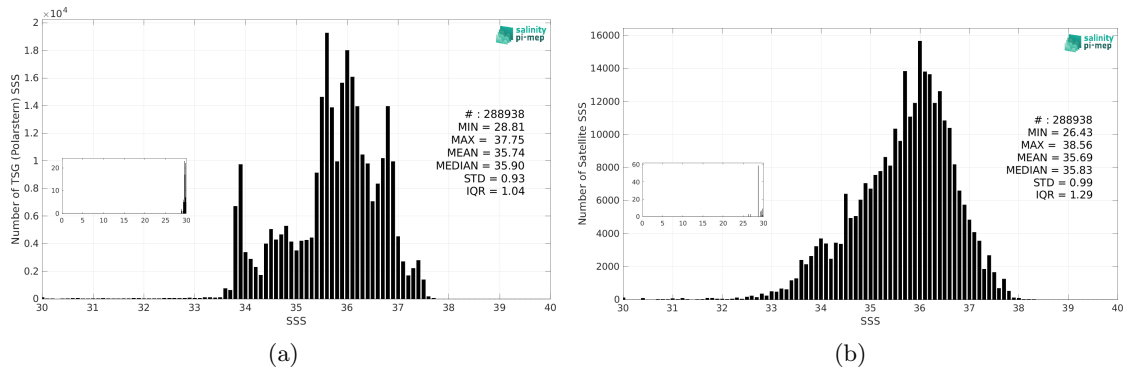 ×10⁴
2
1.8
1.6
1.4
1.2
1
0.8
0.6
0.4
0.2
0
Number of TSG (Polarstern) SSS
salinity
pi-mep
# : 288938
MIN = 28.81
MAX = 37.75
MEAN = 35.74
MEDIAN = 35.90
STD = 0.93
IQR = 1.04
20
10
0
0 5 10 15 20 25 30
30 31 32 33 34 35 36 37 38 39 40
SSS
(a)
16000
14000
12000
10000
8000
6000
4000
2000
0
Number of Satellite SSS
salinity
pi-mep
# : 288938
MIN = 26.43
MAX = 38.56
MEAN = 35.69
MEDIAN = 35.83
STD = 0.99
IQR = 1.29
60
40
20
0
0 5 10 15 20 25 30
30 31 32 33 34 35 36 37 38 39 40
SSS
(b)